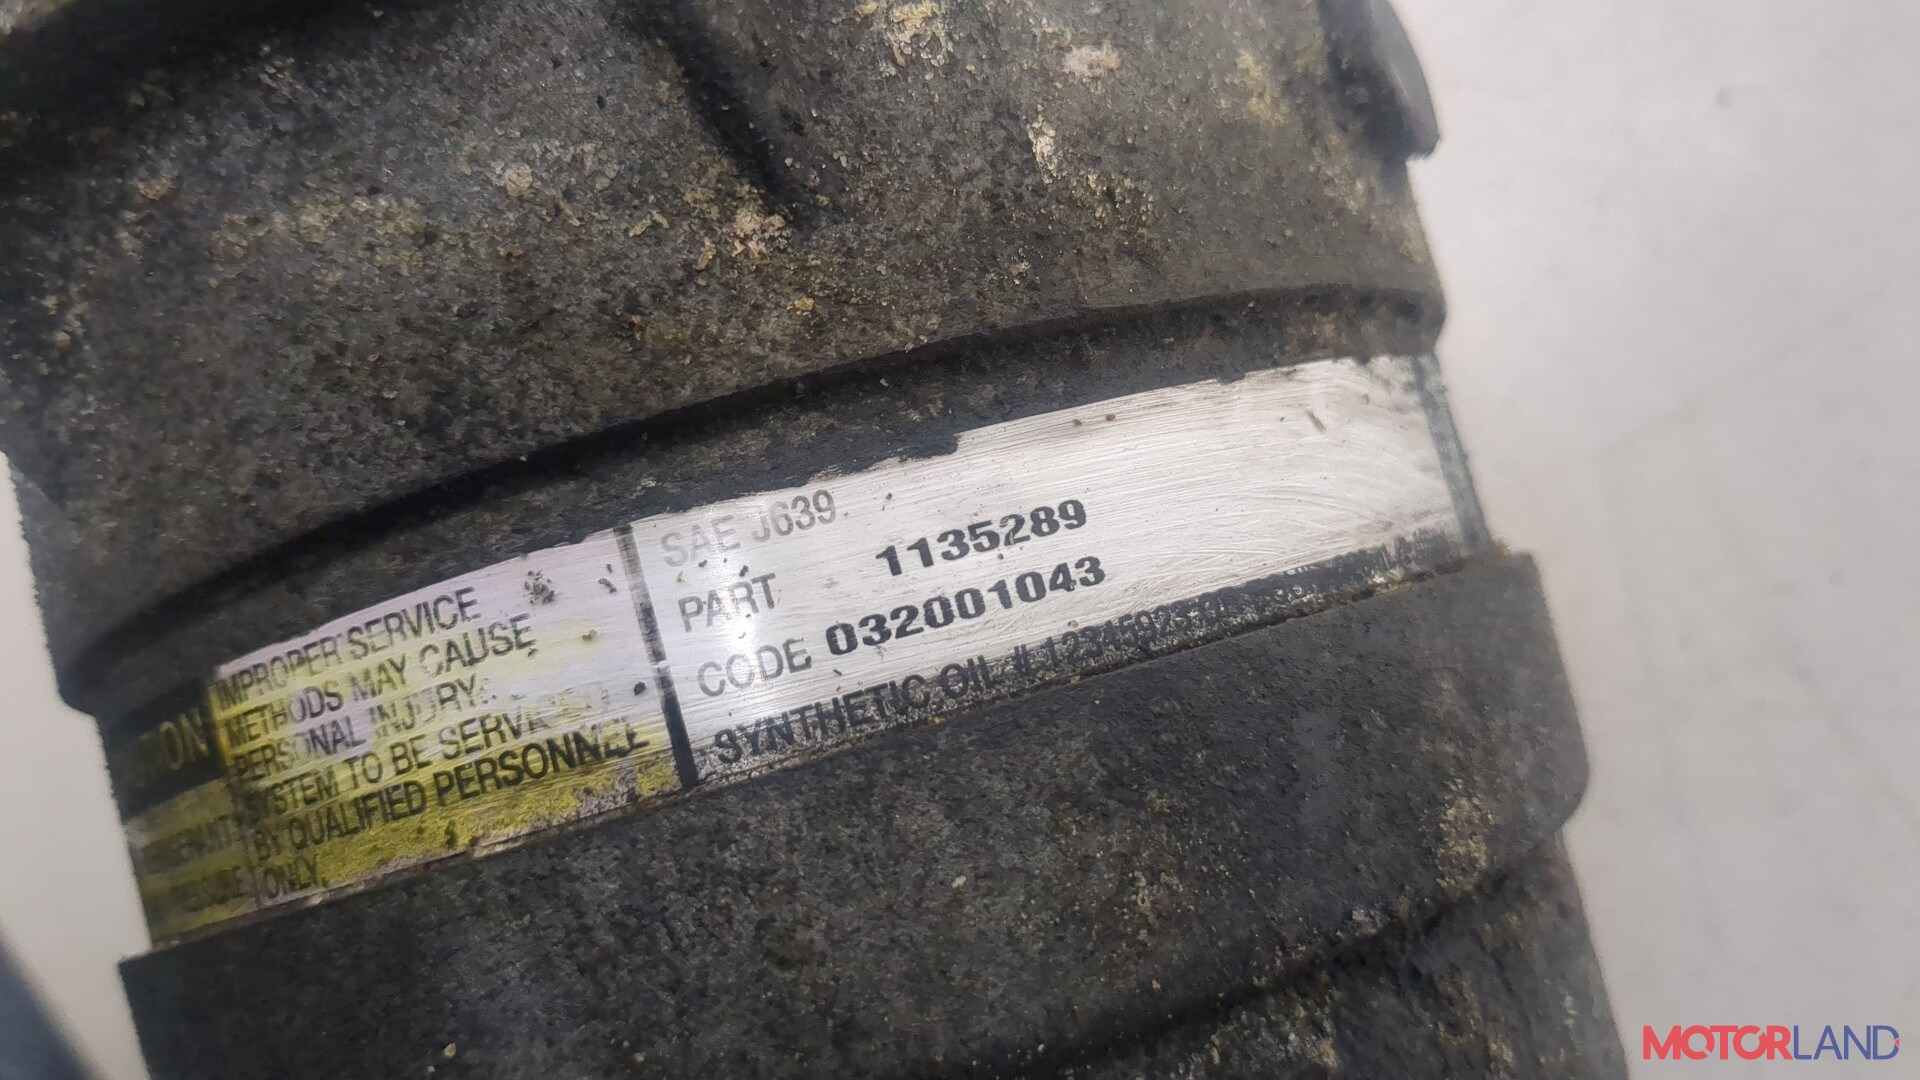 IMPROPER SERVICE
METHODS MAY CAUSE
PERSONAL INJURY.
SYSTEM TO BE
BY QUALIFIED PERSONNEL
ONLY.
SAE J639
PART 1135289
CODE 032001043
SYNTHETIC OIL #
MOTORLAND